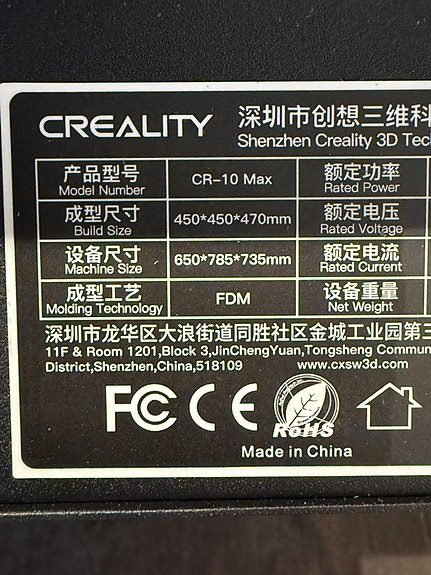 CREALITY 深圳市创想三维科
Shenzhen Creality 3D Tec
产品型号 额定功率
Model Number CR-10 Max Rated Power
成型尺寸 额定电压
Build Size 450*450*470mm Rated Voltage
设备尺寸 额定电流
Machine Size 650*785*735mm Rated Current
成型工艺 设备重量
Molding Technology FDM Net Weight
深圳市龙华区大浪街道同胜社区金城工业园第三
11F & Room 1201,Block 3,JinChengYuan,Tongsheng Commun
District,Shenzhen,China,518109 www.cxsw3d.com
FC CE RoHS
Made in China